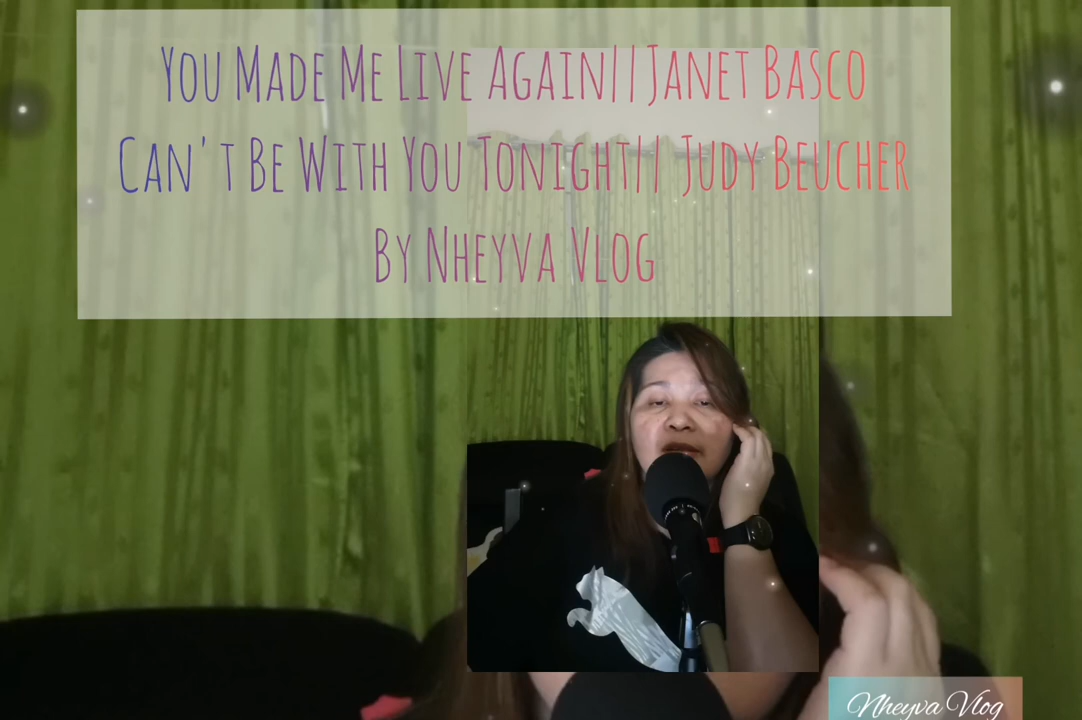 You Made Me Live Again||Janet Basco
Can't Be With You Tonight|| Judy Beucher
By Nheyva Vlog
Nheyva Vlog